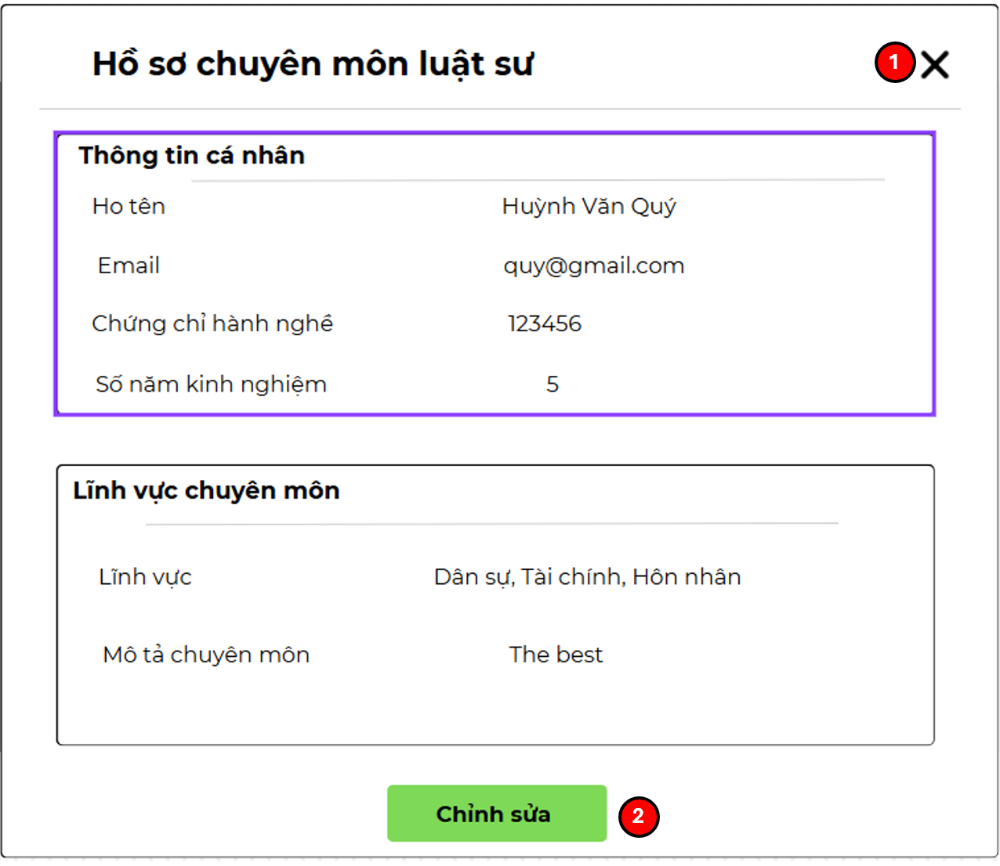 Hồ sơ chuyên môn luật sư
1
Thông tin cá nhân
Ho tên Huỳnh Văn Quý
Email quy@gmail.com
Chứng chỉ hành nghề 123456
Số năm kinh nghiệm 5
Lĩnh vực chuyên môn
Lĩnh vực Dân sự, Tài chính, Hôn nhân
Mô tả chuyên môn The best
Chỉnh sửa 2